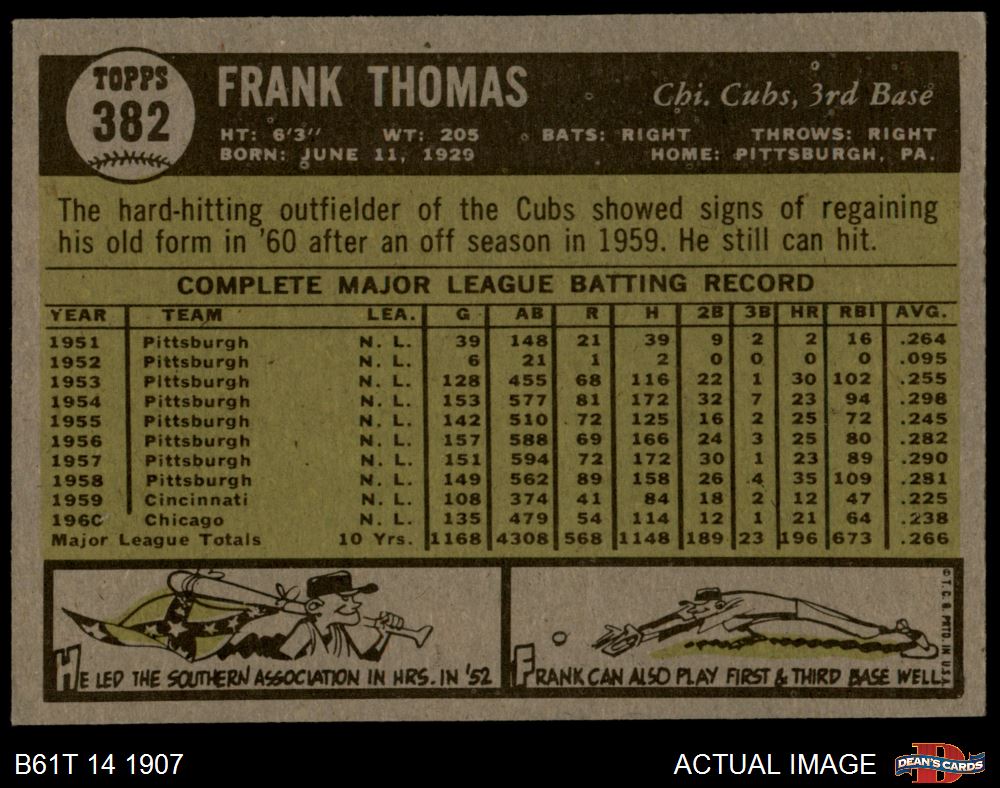 TOPPS
382
FRANK THOMAS
Chi. Cubs, 3rd Base
HT: 6'3" WT: 205 BATS: RIGHT THROWS: RIGHT
BORN: JUNE 11, 1929 HOME: PITTSBURGH, PA.
The hard-hitting outfielder of the Cubs showed signs of regaining
his old form in '60 after an off season in 1959. He still can hit.
COMPLETE MAJOR LEAGUE BATTING RECORD
YEAR TEAM LEA. G AB R H 2B 3B HR RBI AVG.
1951 Pittsburgh N. L. 39 148 21 39 9 2 2 16 .264
1952 Pittsburgh N. L. 6 21 1 2 0 0 0 0 .095
1953 Pittsburgh N. L. 128 455 68 116 22 1 30 102 .255
1954 Pittsburgh N. L. 153 577 81 172 32 7 23 94 .298
1955 Pittsburgh N. L. 142 510 72 125 16 2 25 72 .245
1956 Pittsburgh N. L. 157 588 69 166 24 3 25 80 .282
1957 Pittsburgh N. L. 151 594 72 172 30 1 23 89 .290
1958 Pittsburgh N. L. 149 562 89 158 26 4 35 109 .281
1959 Cincinnati N. L. 108 374 41 84 18 2 12 47 .225
1960 Chicago N. L. 135 479 54 114 12 1 21 64 .238
Major League Totals 10 Yrs. 1168 4308 568 1148 189 23 196 673 .266
HE LED THE SOUTHERN ASSOCIATION IN HRS. IN '52
FRANK CAN ALSO PLAY FIRST & THIRD BASE WELL.
© T. C. G. PRTD. IN U.S.A.
B61T 14 1907
ACTUAL IMAGE
D
DEAN'S CARDS